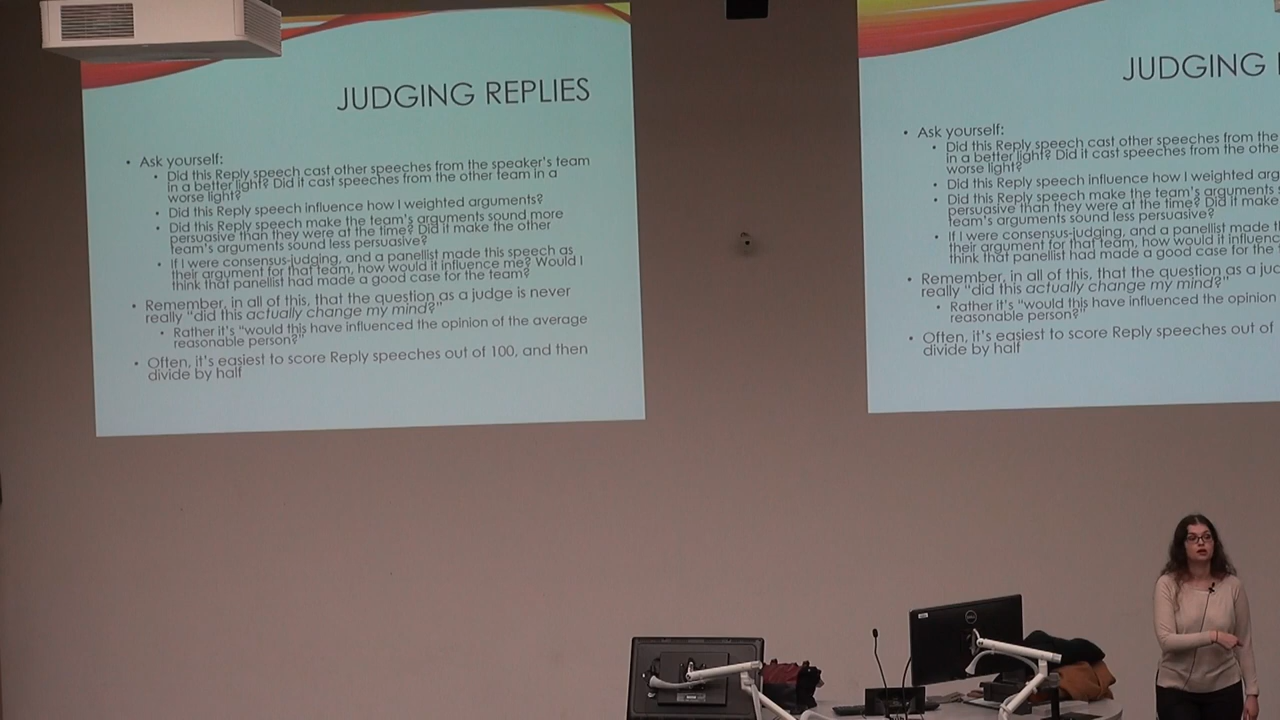 JUDGING REPLIES
• Ask yourself:
• Did this Reply speech cast other speeches from the speaker's team
in a better light? Did it cast speeches from the other team in a
worse light?
• Did this Reply speech influence how I weighted arguments?
• Did this Reply speech make the team's arguments sound more
persuasive than they were at the time? Did it make the other
team's arguments sound less persuasive?
• If I were consensus-judging, and a panellist made this speech as
their argument for that team, how would it influence me? Would I
think that panellist had made a good case for the team?
• Remember, in all of this, that the question as a judge is never
really "did this actually change my mind?"
• Rather it's "would this have influenced the opinion of the average
reasonable person?"
• Often, it's easiest to score Reply speeches out of 100, and then
divide by half
JUDGING
• Ask yourself:
• Did this Reply speech cast other speeches from the
in a better light? Did it cast speeches from the othe
worse light?
• Did this Reply speech influence how I weighted arg
• Did this Reply speech make the team's arguments s
persuasive than they were at the time? Did it make
team's arguments sound less persuasive?
• If I were consensus-judging, and a panellist made th
their argument for that team, how would it influenc
think that panellist had made a good case for the
• Remember, in all of this, that the question as a jud
really "did this actually change my mind?"
• Rather it's "would this have influenced the opinion
reasonable person?"
• Often, it's easiest to score Reply speeches out of
divide by half
DELL